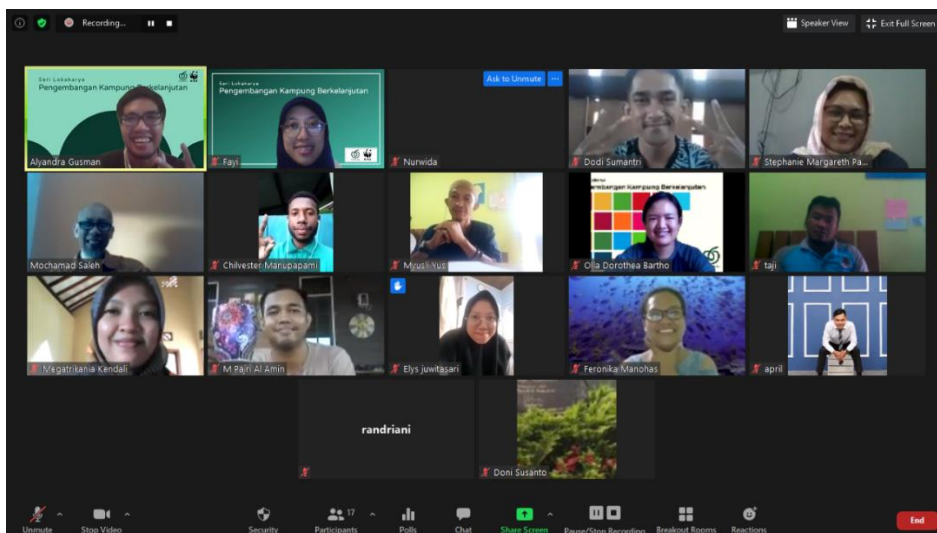 Recording...
Speaker View
Exit Full Screen
Seri Lokakarya
Pengembangan Kampung Berkelanjutan
WWF
Alyandra Gusman
Seri Lokakarya
Pengembangan Kampung Berkelanjutan
Fayi
Ask to Unmute
...
Nurwida
Dodi Sumantri
Stephanie Margareth Pa...
Mochamad Saleh
Chilvester Manupapami
Myusli Yus
embangan Kampung Berkelanjutan
Olla Dorothea Bartho
taji
Megatrikania Kendali
M Pajri Al Amin
Elys juwitasari
Feronika Manohas
april
randriani
Doni Susanto
Unmute
Stop Video
Security
17
Participants
Polls
Chat
Share Screen
Pause/Stop Recording
Breakout Rooms
Reactions
End